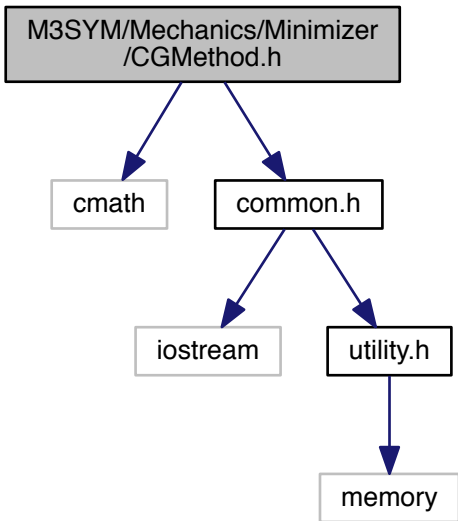 M3SYM/Mechanics/Minimizer
/CGMethod.h
cmath
common.h
iostream
utility.h
memory